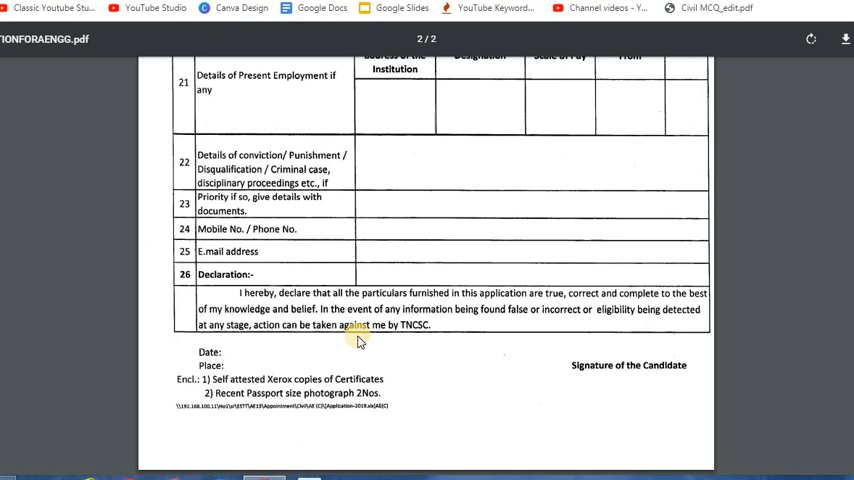 Classic Youtube Stu...
YouTube Studio
Canva Design
Google Docs
Google Slides
YouTube Keyword...
Channel videos - Y...
Civil MCQ_edit.pdf
TIONFORAENGG.pdf
2 / 2
Institution
21 Details of Present Employment if
any
22 Details of conviction/ Punishment /
Disqualification / Criminal case,
disciplinary proceedings etc., if
23 Priority if so, give details with
documents.
24 Mobile No. / Phone No.
25 E.mail address
26 Declaration:-
I hereby, declare that all the particulars furnished in this application are true, correct and complete to the best
of my knowledge and belief. In the event of any information being found false or incorrect or eligibility being detected
at any stage, action can be taken against me by TNCSC.
Date:
Place:
Signature of the Candidate
Encl.: 1) Self attested Xerox copies of Certificates
2) Recent Passport size photograph 2Nos.